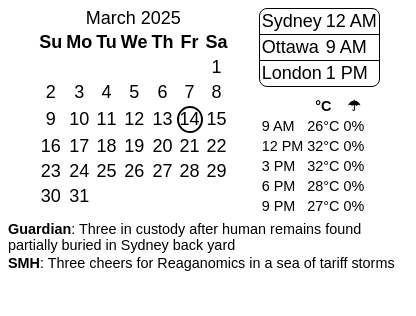 March 2025
Su Mo Tu We Th Fr Sa
1
2 3 4 5 6 7 8
9 10 11 12 13 14 15
16 17 18 19 20 21 22
23 24 25 26 27 28 29
30 31
Sydney 12 AM
Ottawa 9 AM
London 1 PM
°C ☂
9 AM 26°C 0%
12 PM 32°C 0%
3 PM 32°C 0%
6 PM 28°C 0%
9 PM 27°C 0%
Guardian: Three in custody after human remains found
partially buried in Sydney back yard
SMH: Three cheers for Reaganomics in a sea of tariff storms